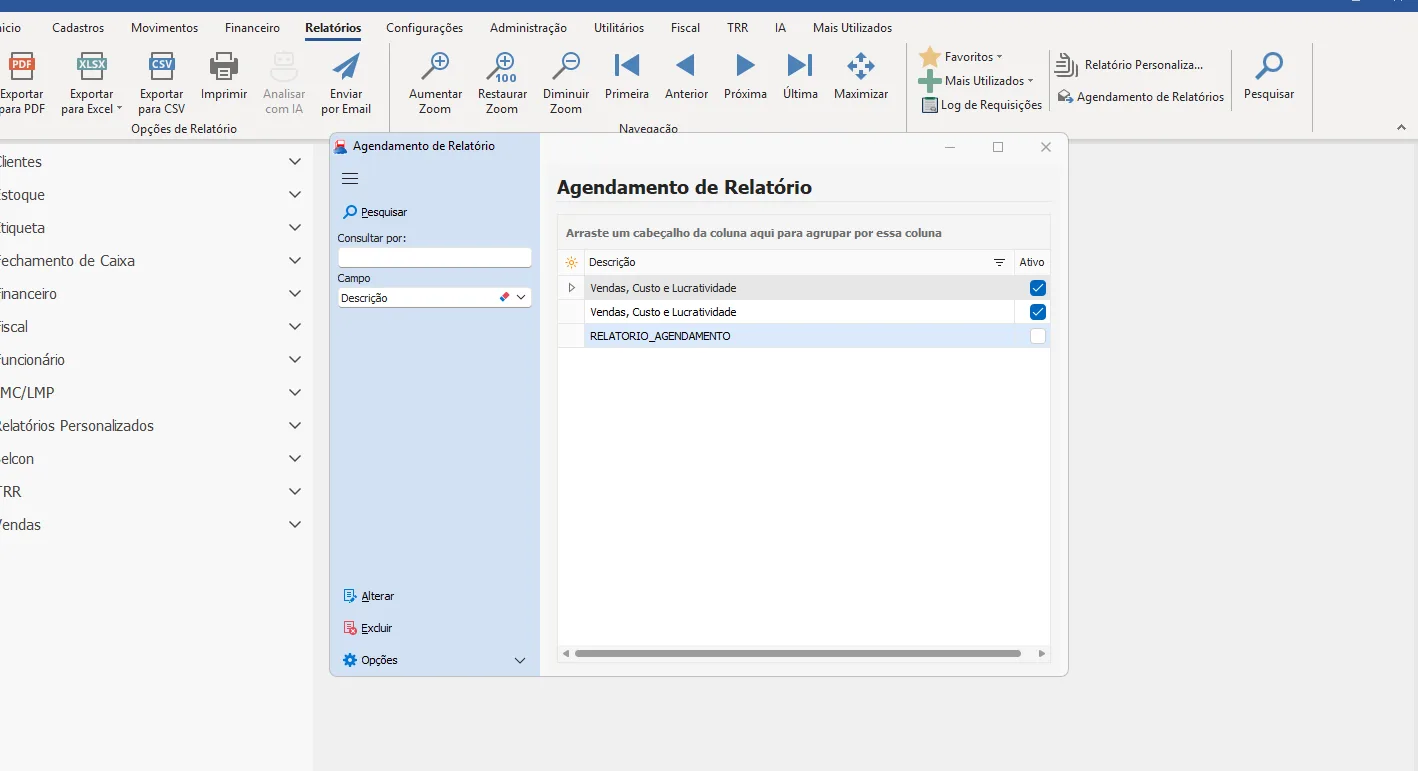 nicio Cadastros Movimentos Financeiro Relatórios Configurações Administração Utilitários Fiscal TRR IA Mais Utilizados
PDF XLSX CSV 100
Exportar para PDF
Exportar para Excel
Exportar para CSV
Imprimir
Analisar com IA
Enviar por Email
Opções de Relatório
Aumentar Zoom
Restaurar Zoom
Diminuir Zoom
Primeira
Anterior
Próxima
Última
Maximizar
Navegação
Favoritos
Mais Utilizados
Log de Requisições
Relatório Personaliza...
Agendamento de Relatórios
Pesquisar
Clientes
Estoque
Etiqueta
Fechamento de Caixa
Financeiro
Fiscal
Funcionário
LMC/LMP
Relatórios Personalizados
elcon
TRR
Vendas
Agendamento de Relatório
Pesquisar
Consultar por:
Campo
Descrição
Alterar
Excluir
Opções
Agendamento de Relatório
Arraste um cabeçalho da coluna aqui para agrupar por essa coluna
Descrição Ativo
Vendas, Custo e Lucratividade
Vendas, Custo e Lucratividade
RELATORIO_AGENDAMENTO